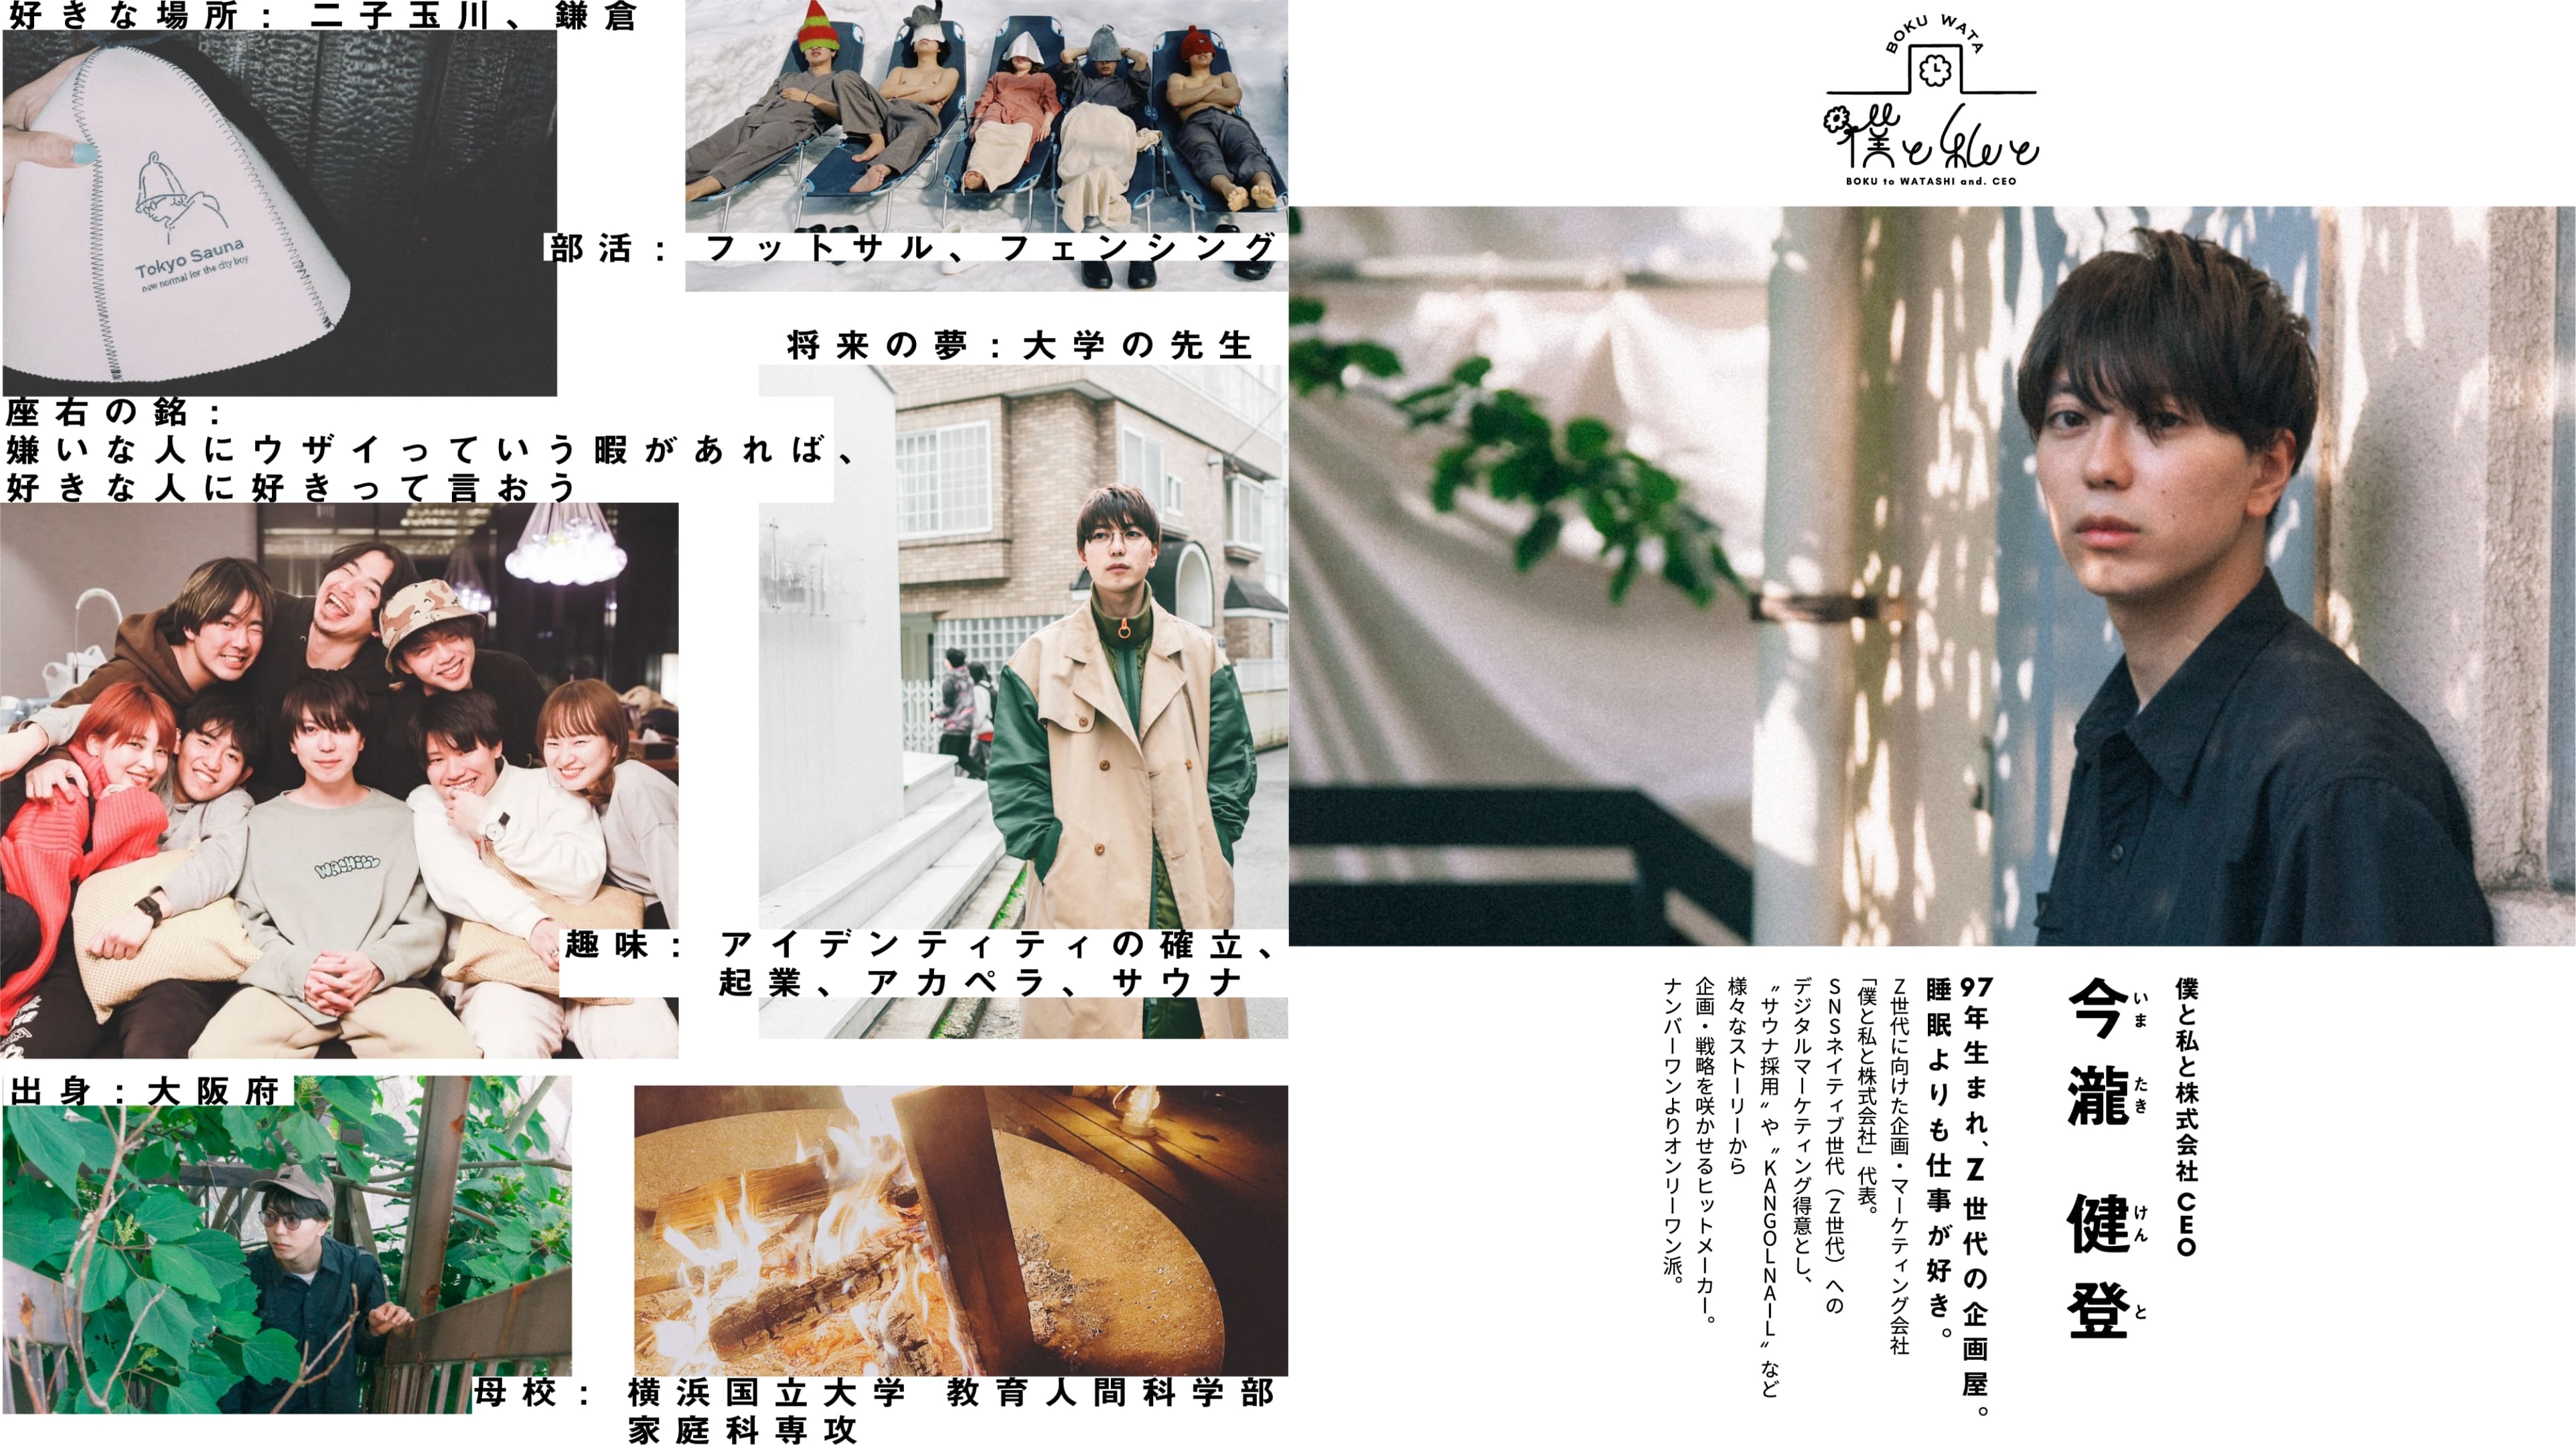 好きな場所：二子玉川、鎌倉
Tokyo Sauna
new normal for the city boy
部活：フットサル、フェンシング
将来の夢：大学の先生
座右の銘：
嫌いな人にウザイっていう暇があれば、
好きな人に好きって言おう
WACHILL
趣味：アイデンティティの確立、
起業、アカペラ、サウナ
出身：大阪府
母校：横浜国立大学 教育人間科学部
家庭科専攻
BOKU WATA
僕と私と
BOKU to WATASHI and. CEO
僕と私と株式会社 CEO
今瀧 健登
いま たき けん と
97年生まれ、Z世代の企画屋。
睡眠よりも仕事が好き。
Z世代に向けた企画・マーケティング会社
「僕と私と株式会社」代表。
SNSネイティブ世代（Z世代）への
デジタルマーケティング得意とし、
〝サウナ採用〟や〝KANGOLNAIL〟など
様々なストーリーから
企画・戦略を咲かせるヒットメーカー。
ナンバーワンよりオンリーワン派。